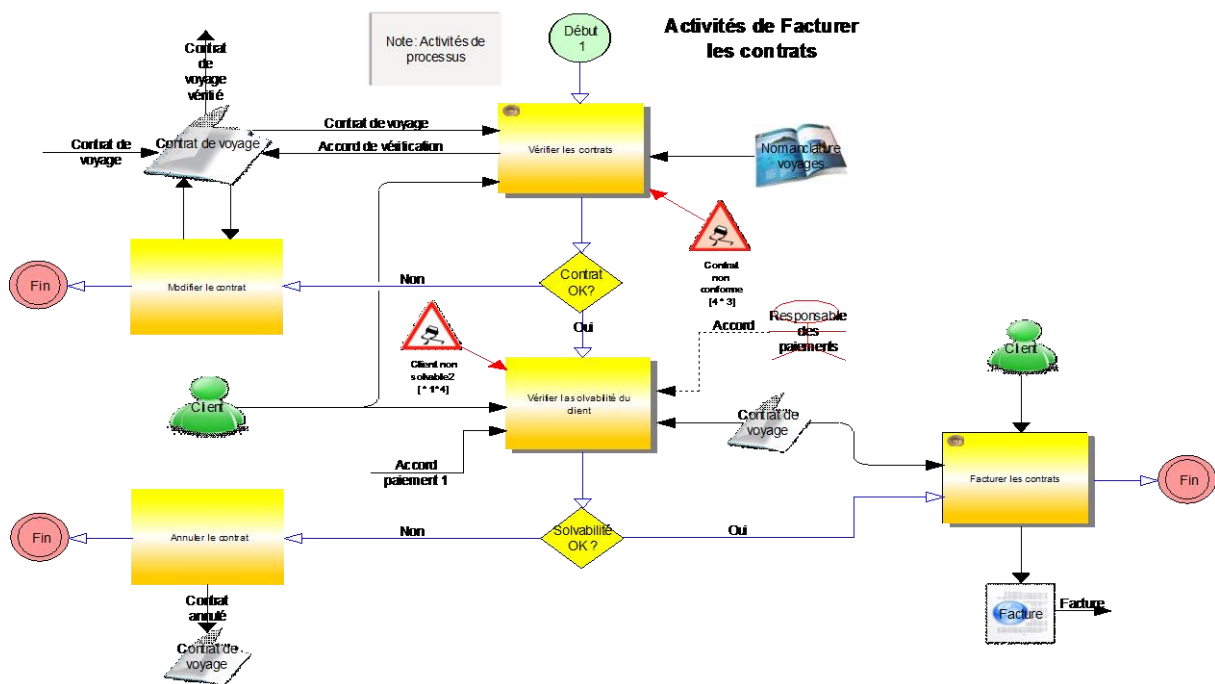 Activités de Facturer
les contrats
Note : Activités de
processus
Début
1
Contrat
de
voyage
vérifié
Contrat de
voyage
Contrat de voyage
Contrat de voyage
Accord de vérification
Vérifier les contrats
Nomanclature
voyages
Fin
Modifier le contrat
Non
Contrat
OK?
Contrat
non
conforme
[4 * 3]
Oui
Accord
Responsable
des
paiements
Client non
solvable2
[ * 1*4]
Client
Vérifier la solvabilité du
client
Client
Contrat de
voyage
Accord
paiement 1
Facturer les contrats
Fin
Fin
Annuler le contrat
Non
Solvabilité
OK ?
Oui
Contrat
annulé
Contrat de
voyage
Facture
Facture